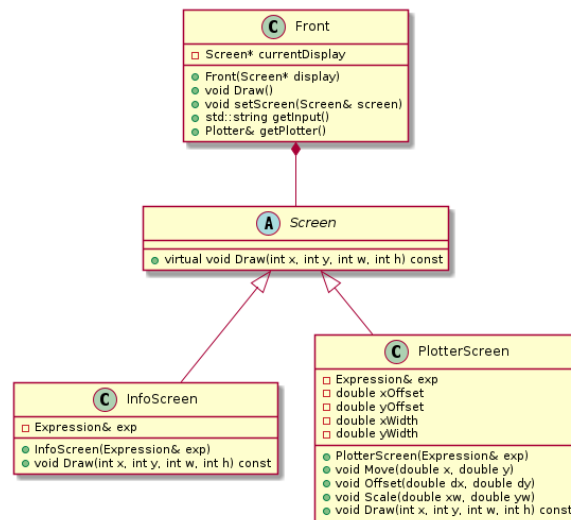 C Front
Screen* currentDisplay
Front(Screen* display)
void Draw()
void setScreen(Screen& screen)
std::string getInput()
Plotter& getPlotter()
A Screen
virtual void Draw(int x, int y, int w, int h) const
C InfoScreen
Expression& exp
InfoScreen(Expression& exp)
void Draw(int x, int y, int w, int h) const
C PlotterScreen
Expression& exp
double xOffset
double yOffset
double xWidth
double yWidth
PlotterScreen(Expression& exp)
void Move(double x, double y)
void Offset(double dx, double dy)
void Scale(double xw, double yw)
void Draw(int x, int y, int w, int h) const